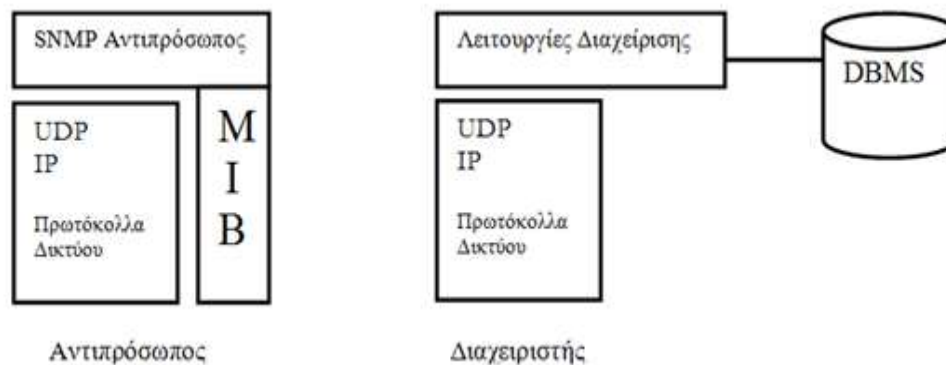 SNMP Αντιπρόσωπος
UDP
IP
Πρωτόκολλα
Δικτύου
M
I
B
Αντιπρόσωπος
Λειτουργίες Διαχείρισης
DBMS
UDP
IP
Πρωτόκολλα
Δικτύου
Διαχειριστής